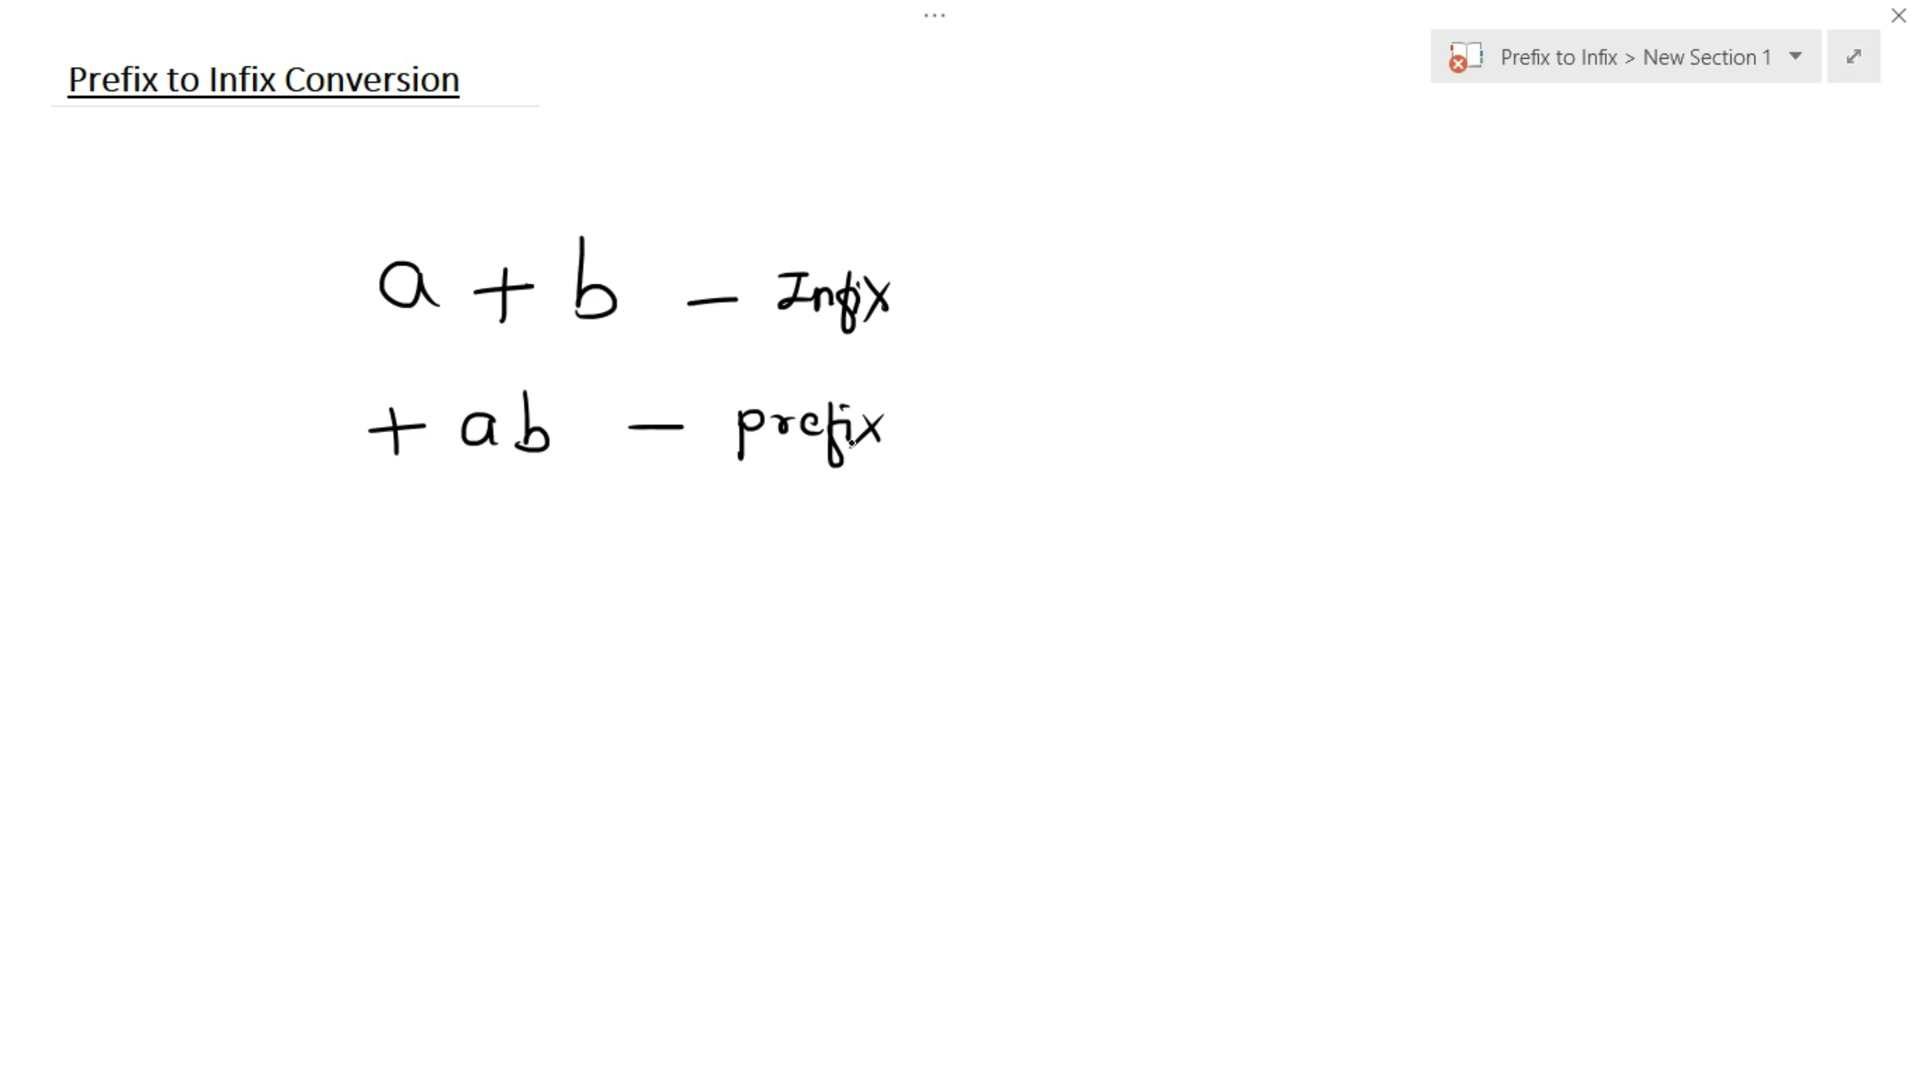 Prefix to Infix > New Section 1
Prefix to Infix Conversion
a + b - Infix
+ ab - prefix